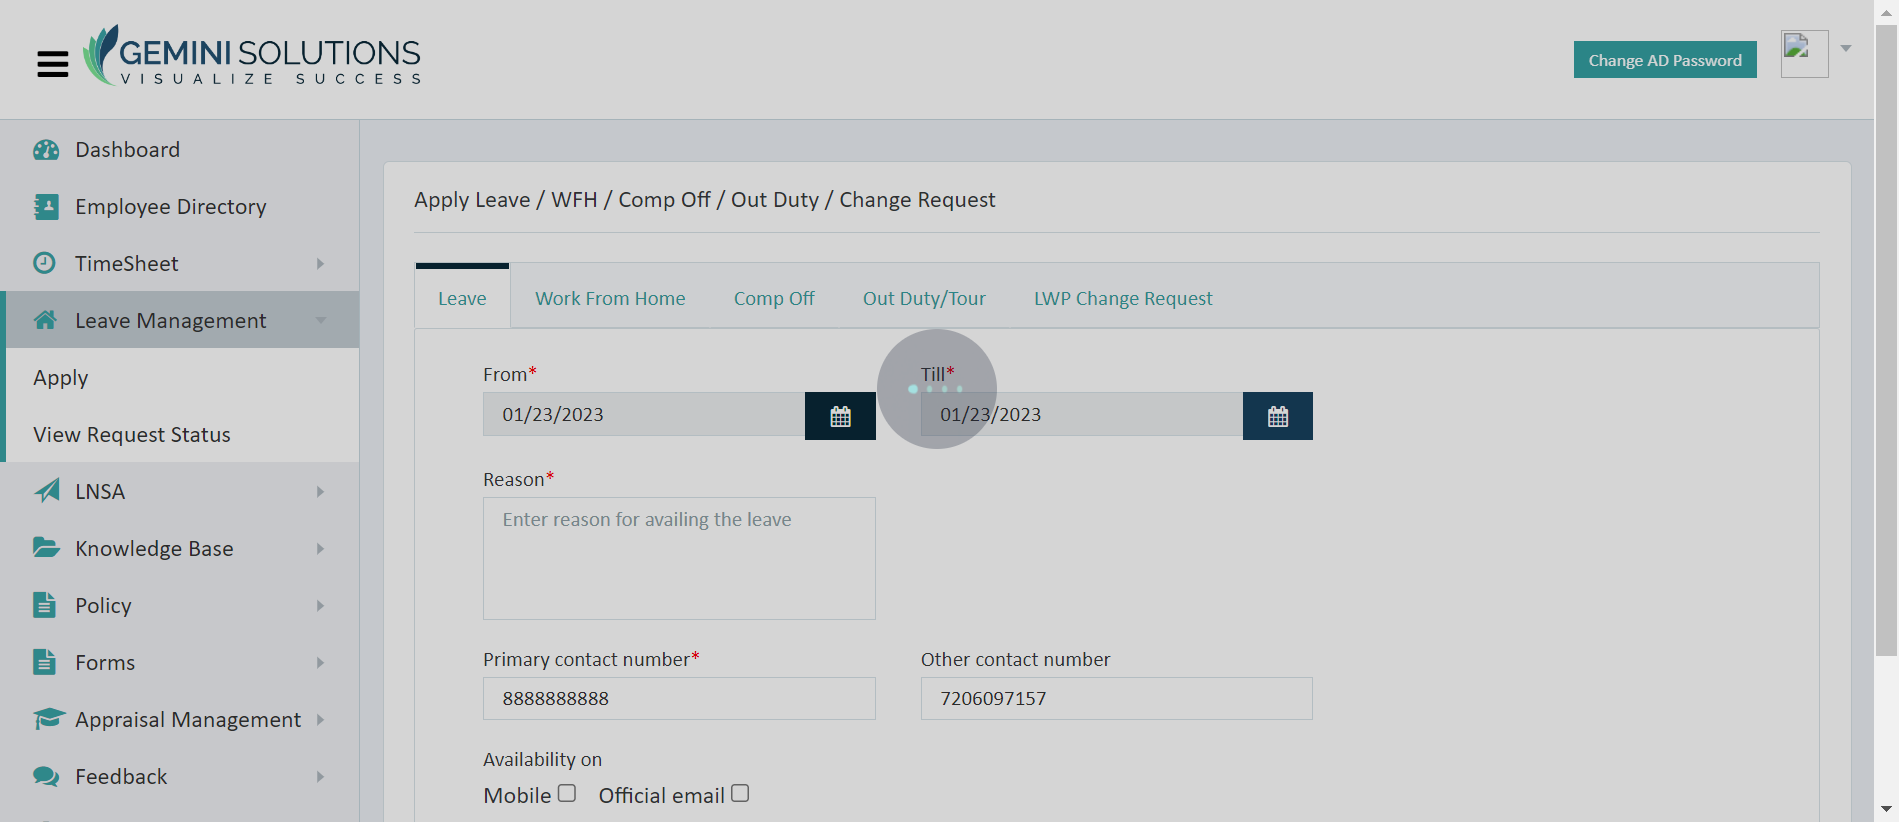 GEMINI SOLUTIONS
VISUALIZE SUCCESS
Change AD Password
Dashboard
Employee Directory
TimeSheet
Leave Management
Apply
View Request Status
LNSA
Knowledge Base
Policy
Forms
Appraisal Management
Feedback
Apply Leave / WFH / Comp Off / Out Duty / Change Request
Leave Work From Home Comp Off Out Duty/Tour LWP Change Request
From* Till*
01/23/2023 01/23/2023
Reason*
Enter reason for availing the leave
Primary contact number* Other contact number
8888888888 7206097157
Availability on
Mobile Official email